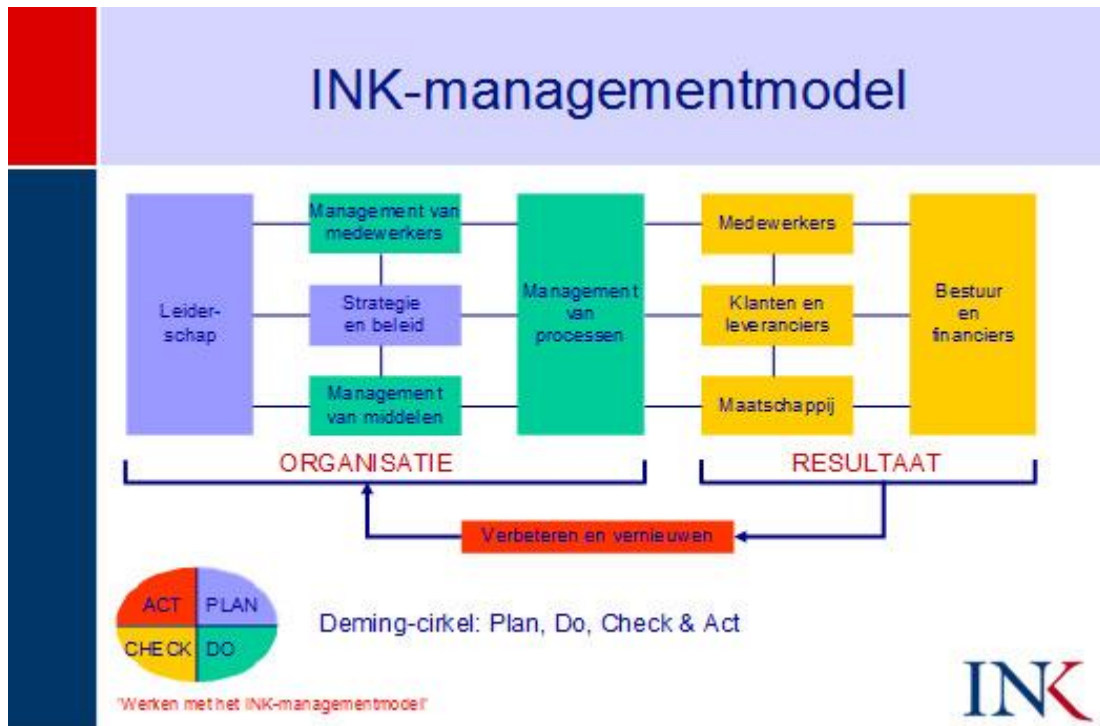 INK-managementmodel
Leider-
schap
Management van
medewerkers
Strategie
en beleid
Management
van middelen
Management
van
processen
Medewerkers
Klanten en
leveranciers
Maatschappij
Bestuur
en
financiers
ORGANISATIE
RESULTAAT
Verbeteren en vernieuwen
ACT
PLAN
CHECK
DO
Deming-cirkel: Plan, Do, Check & Act
'Werken met het INK-managementmodel'
INK